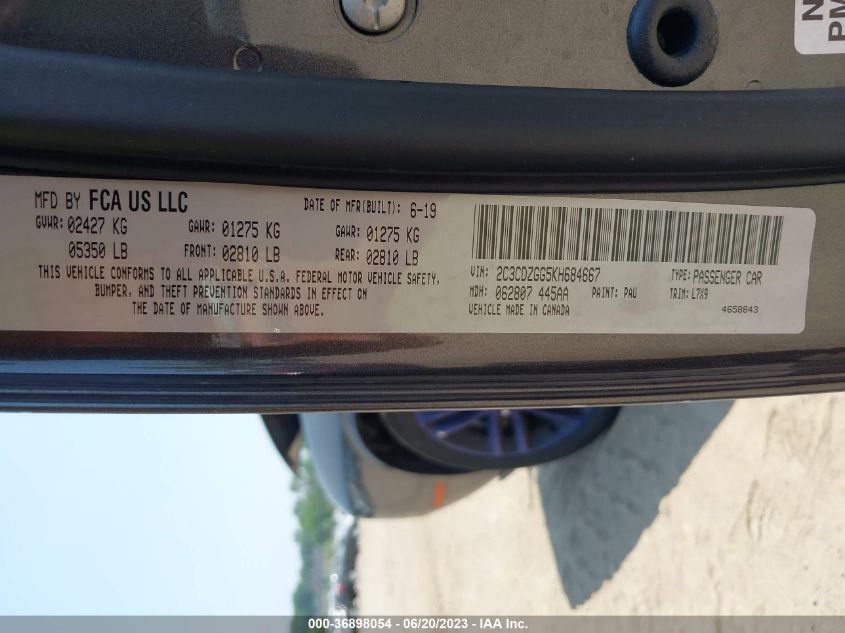 N
PM
MFD BY FCA US LLC
DATE OF MFR(BUILT): 6-19
GVWR: 02427 KG GAWR: 01275 KG GAWR: 01275 KG
05350 LB FRONT: 02810 LB REAR: 02810 LB
THIS VEHICLE CONFORMS TO ALL APPLICABLE U.S.A. FEDERAL MOTOR VEHICLE SAFETY,
BUMPER, AND THEFT PREVENTION STANDARDS IN EFFECT ON
THE DATE OF MANUFACTURE SHOWN ABOVE.
VIN: 2C3CDZGG5KH684667 TYPE: PASSENGER CAR
MDH: 062807 445AA PAINT: PAU TRIM: L7X9
VEHICLE MADE IN CANADA 4658843
000-36898054 - 06/20/2023 - IAA Inc.